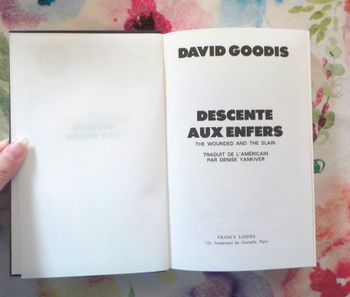 DAVID GOODIS
DESCENTE
AUX ENFERS
THE WOUNDED AND THE SLAIN
TRADUIT DE L'AMÉRICAIN
PAR DENISE YANKIVER
FRANCE LOISIRS
123, boulevard de Grenelle, Paris